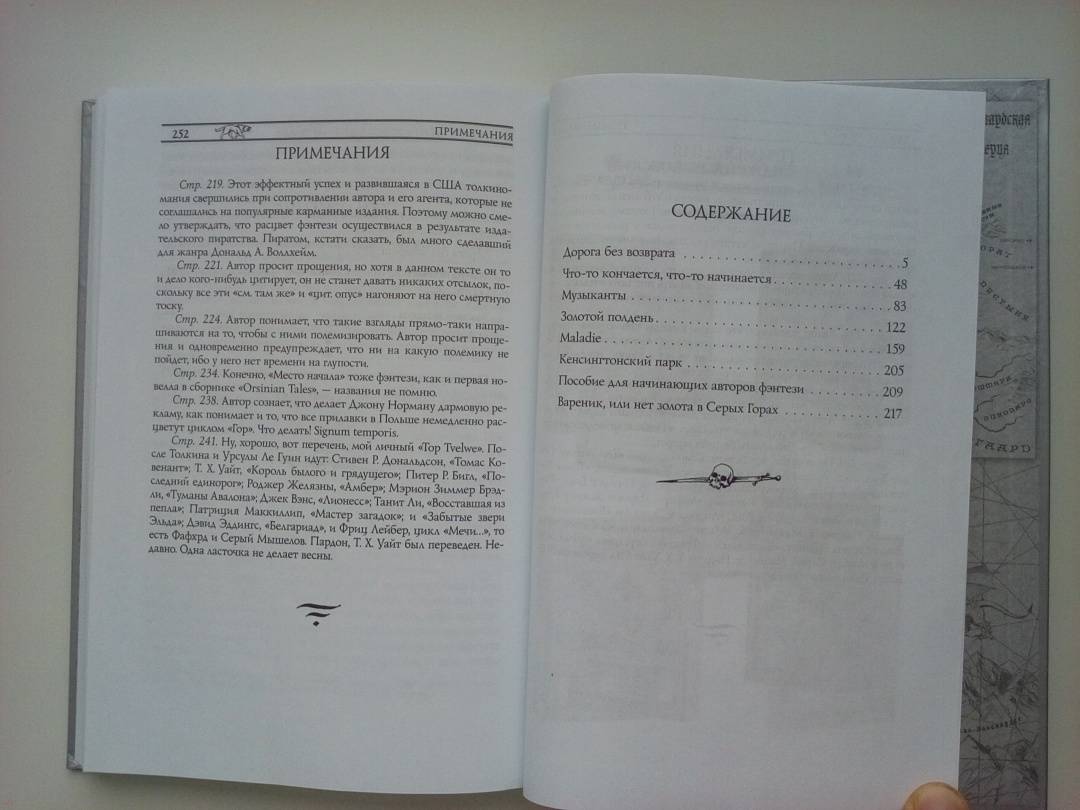 252
ПРИМЕЧАНИЯ
ПРИМЕЧАНИЯ
Стр. 219. Этот эффектный успех и развившаяся в США толкино-
мания свершились при сопротивлении автора и его агента, которые не
соглашались на популярные карманные издания. Поэтому можно сме-
ло утверждать, что расцвет фэнтези осуществился в результате изда-
тельского пиратства. Пиратом, кстати сказать, был много сделавший
для жанра Дональд А. Воллхейм.
Стр. 221. Автор просит прощения, но хотя в данном тексте он то
и дело кого-нибудь цитирует, он не станет давать никаких отсылок, по-
скольку все эти «см. там же» и «цит. опус» нагоняют на него смертную
тоску.
Стр. 224. Автор понимает, что такие взгляды прямо-таки напра-
шиваются на то, чтобы с ними полемизировать. Автор просит проще-
ния и одновременно предупреждает, что ни на какую полемику не
пойдет, ибо у него нет времени на глупости.
Стр. 234. Конечно, «Место начала» тоже фэнтези, как и первая но-
велла в сборнике «Orsinian Tales», — названия не помню.
Стр. 238. Автор сознает, что делает Джону Норману дармовую ре-
кламу, как понимает и то, что все прилавки в Польше немедленно рас-
цветут циклом «Гор». Что делать! Signum temporis.
Стр. 241. Ну, хорошо, вот перечень, мой личный «Top Tvelwe». По-
сле Толкина и Урсулы Ле Гуин идут: Стивен Р. Дональдсон, «Томас Ко-
венант»; Т. Х. Уайт, «Король былого и грядущего»; Питер Р. Бигл, «По-
следний единорог»; Роджер Желязны, «Амбер»; Мэрион Зиммер Брэд-
ли, «Туманы Авалона»; Джек Вэнс, «Лионесс»; Танит Ли, «Восставшая из
пепла»; Патриция Маккиллип, «Мастер загадок»; и «Забытые звери
Эльда»; Дэвид Эддингс, «Белгариад», и Фриц Лейбер, цикл «Мечи...», то
есть Фафхрд и Серый Мышелов. Пардон, Т. Х. Уайт был переведен. Не-
давно. Одна ласточка не делает весны.
СОДЕРЖАНИЕ
Дорога без возврата . . . . . . . . . . . . . . . . . . . . . . . . 5
Что-то кончается, что-то начинается . . . . . . . . . . . . . . 48
Музыканты . . . . . . . . . . . . . . . . . . . . . . . . . . . . . 83
Золотой полдень . . . . . . . . . . . . . . . . . . . . . . . . . 122
Maladie . . . . . . . . . . . . . . . . . . . . . . . . . . . . . . . 159
Кенсингтонский парк . . . . . . . . . . . . . . . . . . . . . . 205
Пособие для начинающих авторов фэнтези . . . . . . . . . 209
Вареник, или нет золота в Серых Горах . . . . . . . . . . . 217